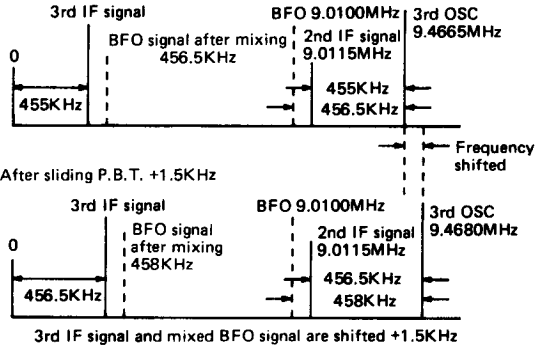 3rd IF signal
BFO 9.0100MHz
3rd OSC
9.4665MHz
BFO signal after mixing
456.5KHz
2nd IF signal
9.0115MHz
0
455KHz
455KHz
456.5KHz
Frequency
shifted
After sliding P.B.T. +1.5KHz
3rd IF signal
BFO 9.0100MHz
3rd OSC
9.4680MHz
BFO signal
after mixing
458KHz
2nd IF signal
9.0115MHz
0
456.5KHz
456.5KHz
458KHz
3rd IF signal and mixed BFO signal are shifted +1.5KHz